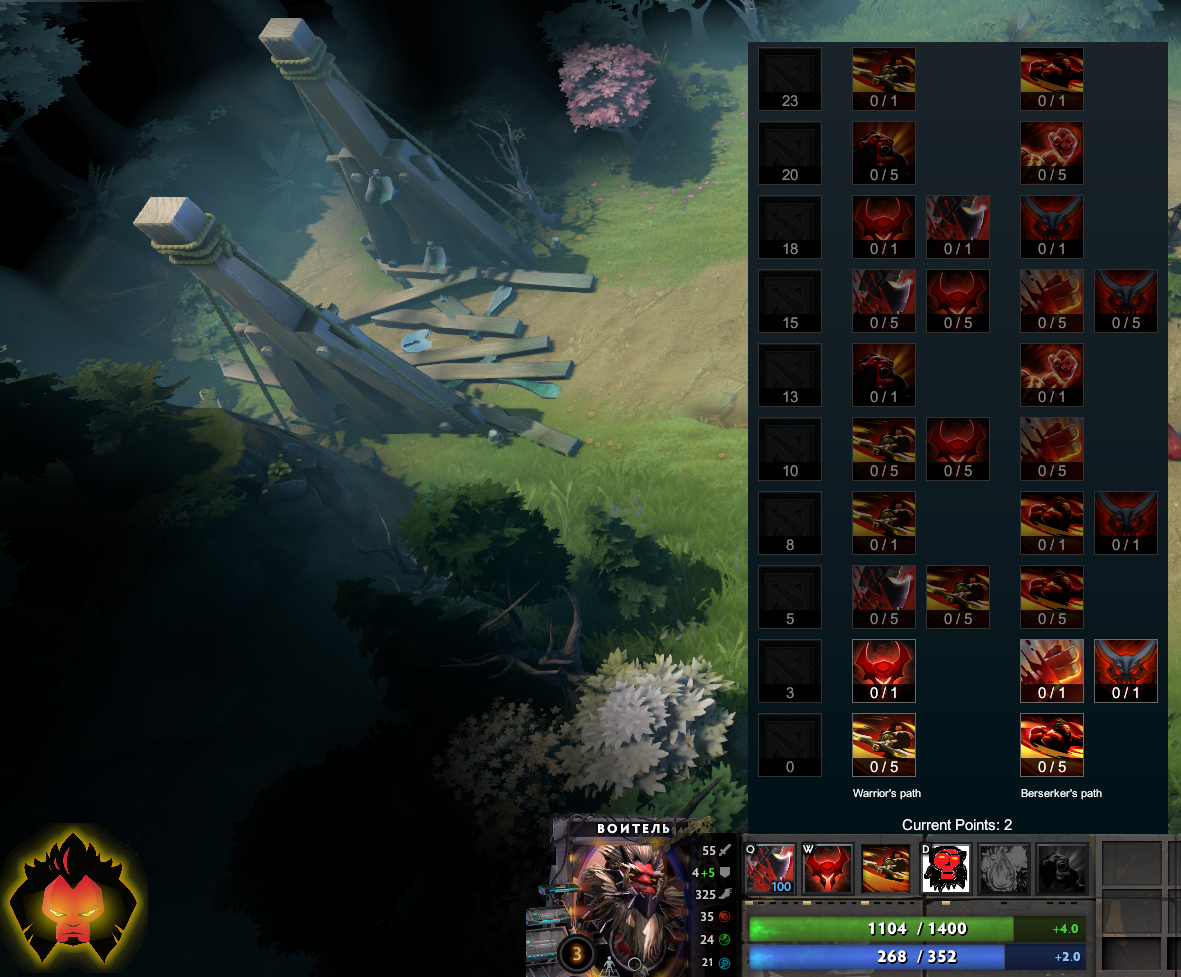 23 0 / 1 0 / 1
20 0 / 5 0 / 5
18 0 / 1 0 / 1 0 / 1
15 0 / 5 0 / 5 0 / 5 0 / 5
13 0 / 1 0 / 1
10 0 / 5 0 / 5 0 / 5
8 0 / 1 0 / 1 0 / 1
5 0 / 5 0 / 5 0 / 5
3 0 / 1 0 / 1 0 / 1
0 0 / 5 0 / 5
Warrior's path Berserker's path
Current Points: 2
ВОИТЕЛЬ
55
4+5
325
35
24
21
3
Q W D
100
1104 / 1400 +4.0
268 / 352 +2.0